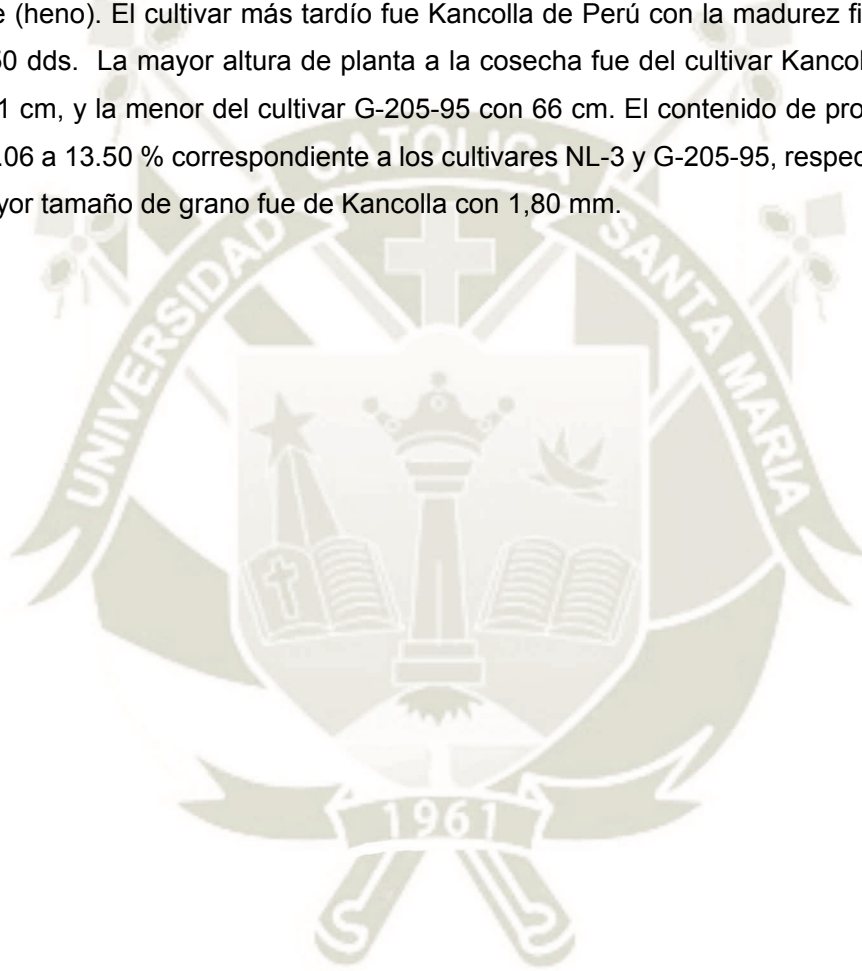 e (heno). El cultivar más tardío fue Kancolla de Perú con la madurez fi
50 dds. La mayor altura de planta a la cosecha fue del cultivar Kancol
1 cm, y la menor del cultivar G-205-95 con 66 cm. El contenido de pro
.06 a 13.50 % correspondiente a los cultivares NL-3 y G-205-95, respec
yor tamaño de grano fue de Kancolla con 1,80 mm.
UNIVERSIDAD CATOLICA SANTA MARIA
1961